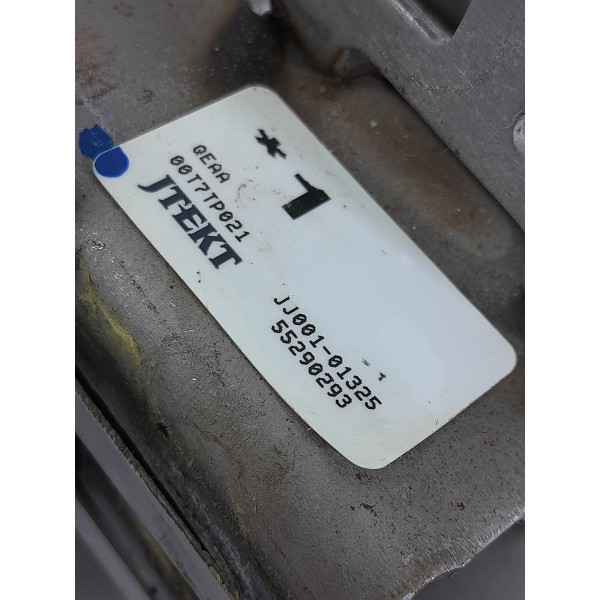 * 1
QEAA
00T7TP021
JTEKT
JJ001-01325
55290293